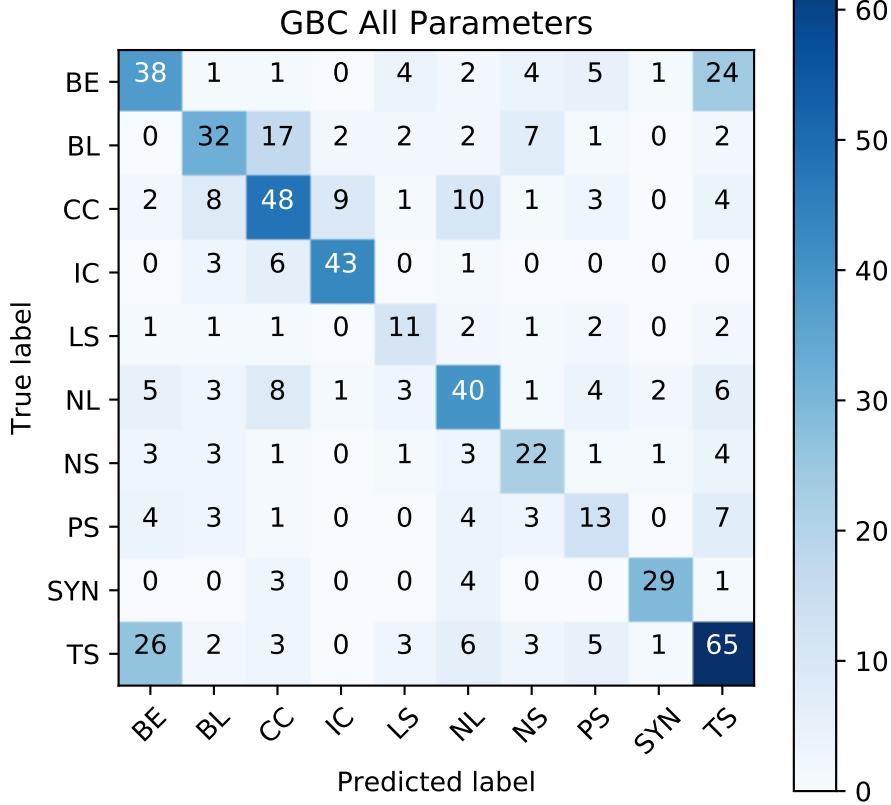 GBC All Parameters
BE 38 1 1 0 4 2 4 5 1 24
BL 0 32 17 2 2 2 7 1 0 2
CC 2 8 48 9 1 10 1 3 0 4
IC 0 3 6 43 0 1 0 0 0 0
LS 1 1 1 0 11 2 1 2 0 2
NL 5 3 8 1 3 40 1 4 2 6
NS 3 3 1 0 1 3 22 1 1 4
PS 4 3 1 0 0 4 3 13 0 7
SYN 0 0 3 0 0 4 0 0 29 1
TS 26 2 3 0 3 6 3 5 1 65
BE BL CC IC LS NL NS PS SYN TS
Predicted label
True label
60
50
40
30
20
10
0